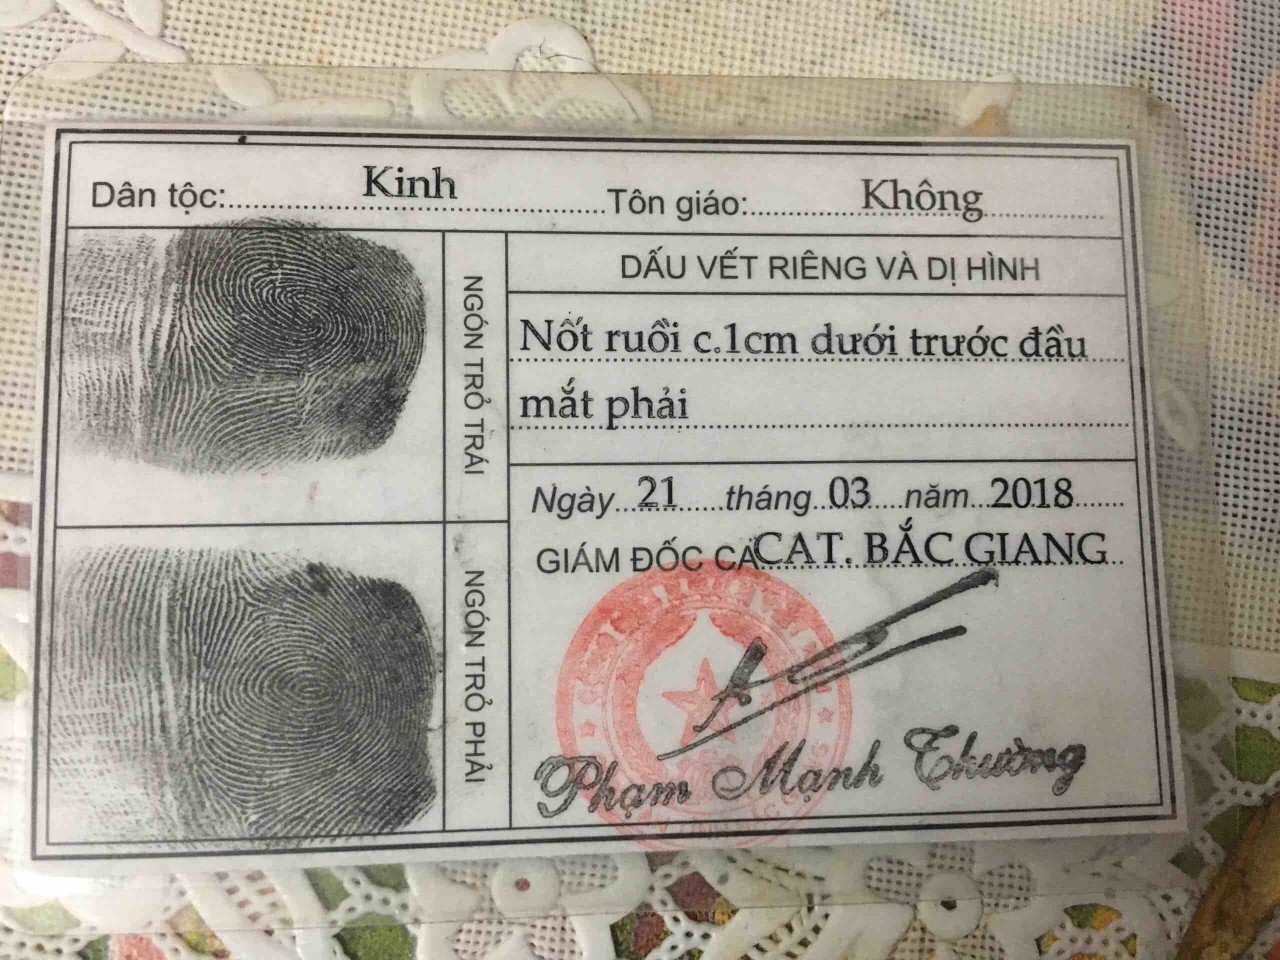 Dân tộc: Kinh Tôn giáo: Không
NGÓN TRỎ TRÁI
NGÓN TRỎ PHẢI
DẤU VẾT RIÊNG VÀ DỊ HÌNH
Nốt ruồi c.1cm dưới trước đầu
mắt phải
Ngày 21 tháng 03 năm 2018
GIÁM ĐỐC CA CAT. BẮC GIANG
Phạm Mạnh Thường